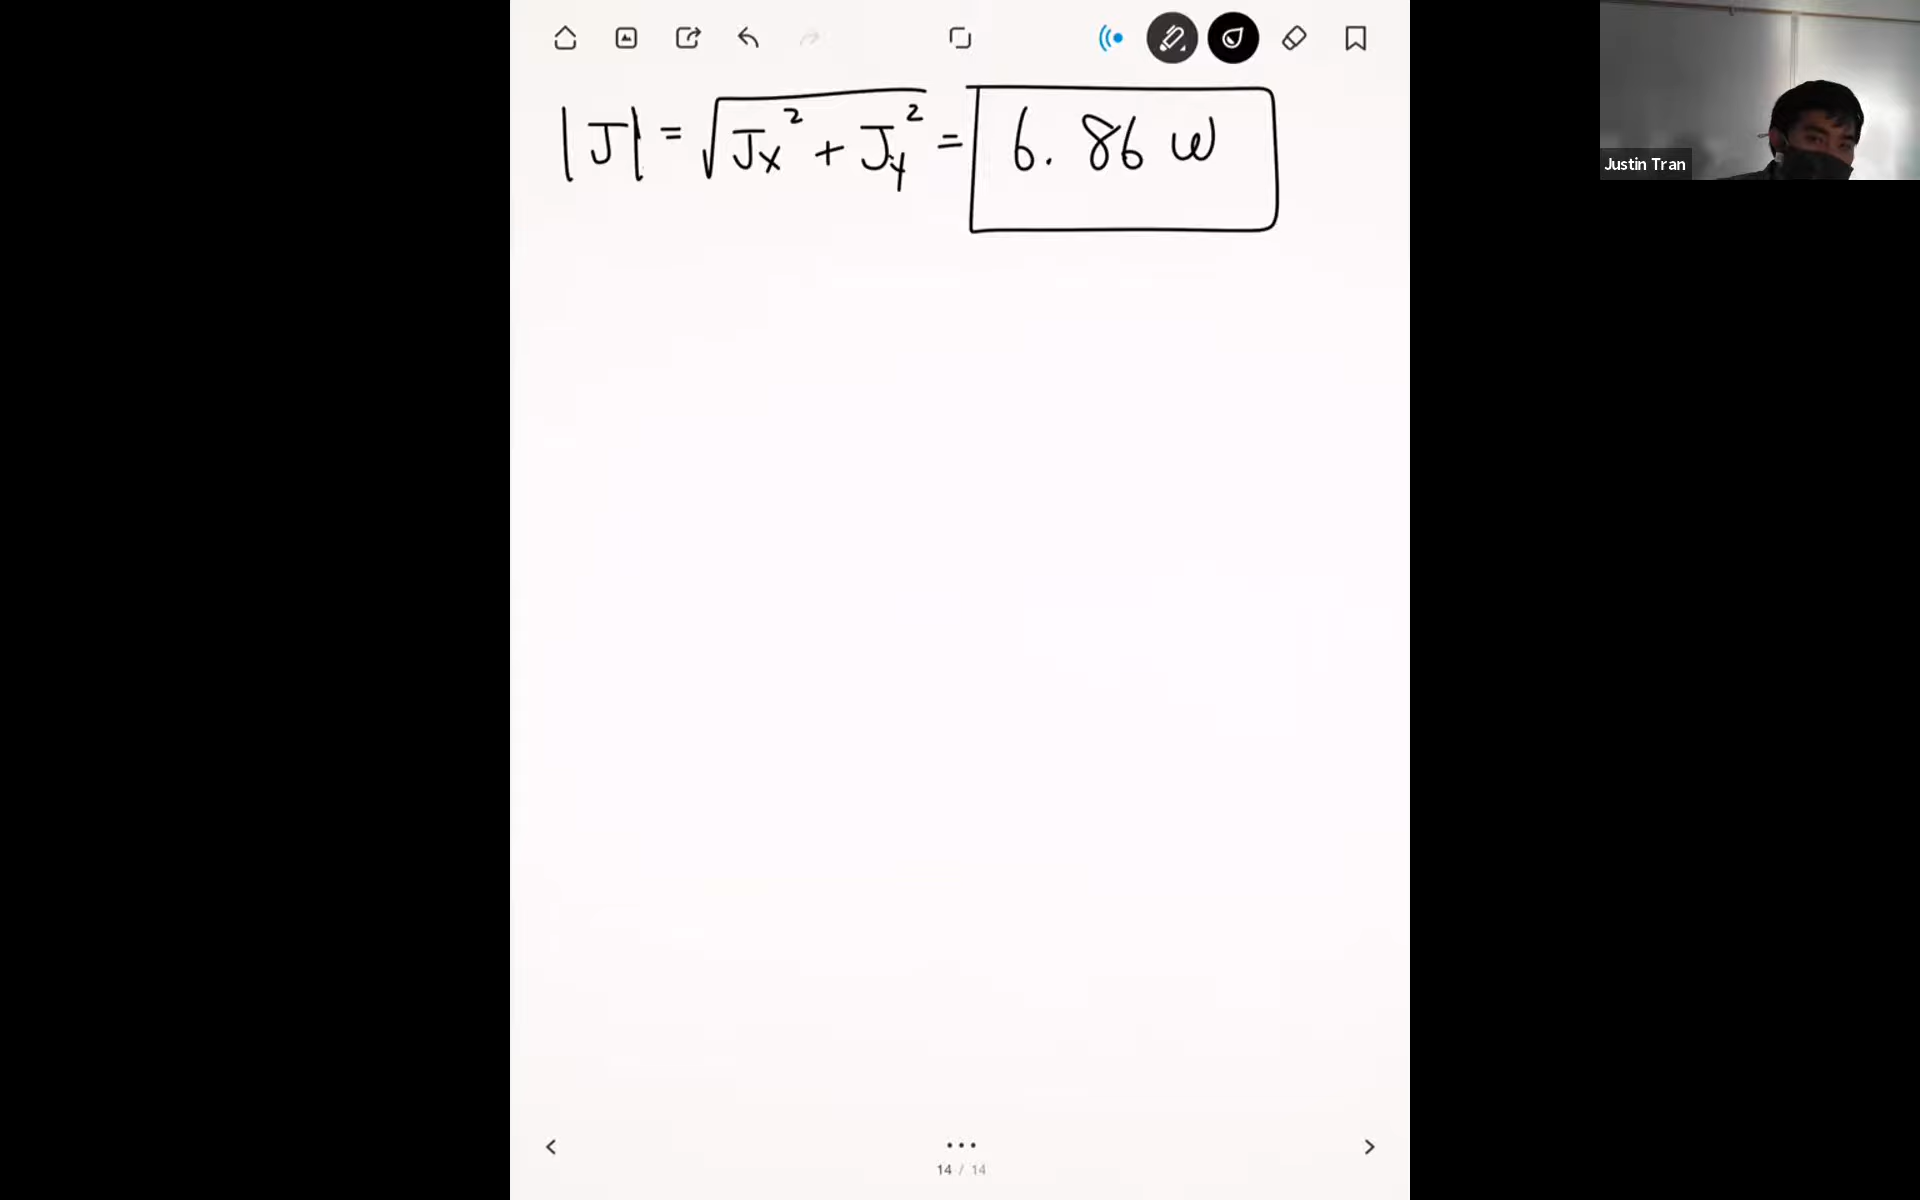 |J| = √Jx² + Jy² = 6.86 w
Justin Tran
14 / 14